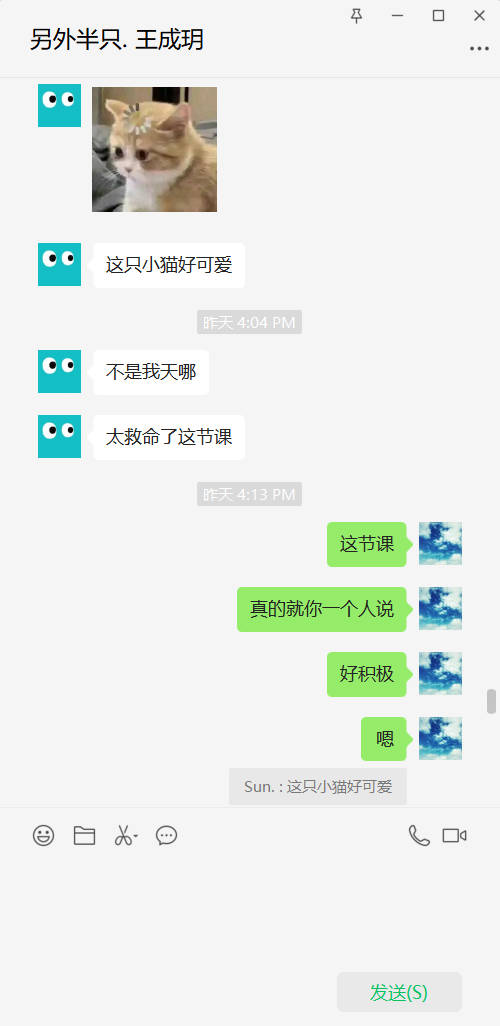 另外半只. 王成玥
这只小猫好可爱
昨天 4:04 PM
不是我天哪
太救命了这节课
昨天 4:13 PM
这节课
真的就你一个人说
好积极
嗯
Sun. : 这只小猫好可爱
发送(S)